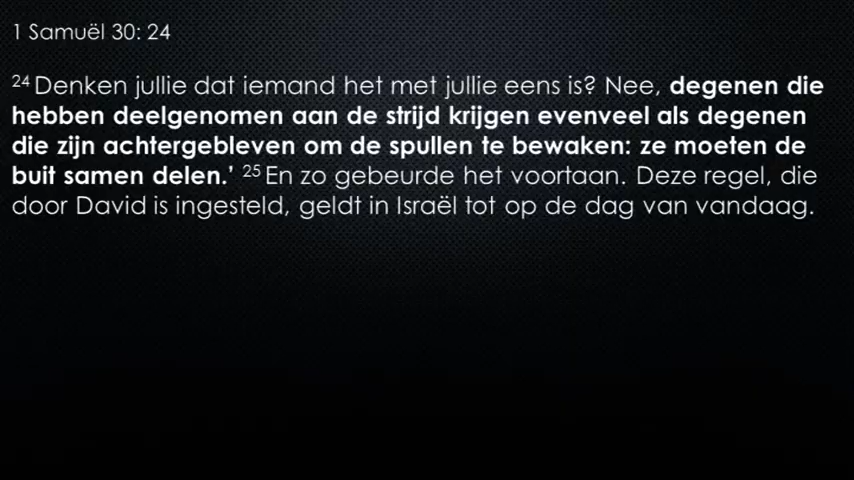 1 Samuël 30: 24
24 Denken jullie dat iemand het met jullie eens is? Nee, degenen die
hebben deelgenomen aan de strijd krijgen evenveel als degenen
die zijn achtergebleven om de spullen te bewaken: ze moeten de
buit samen delen.’ 25 En zo gebeurde het voortaan. Deze regel, die
door David is ingesteld, geldt in Israël tot op de dag van vandaag.